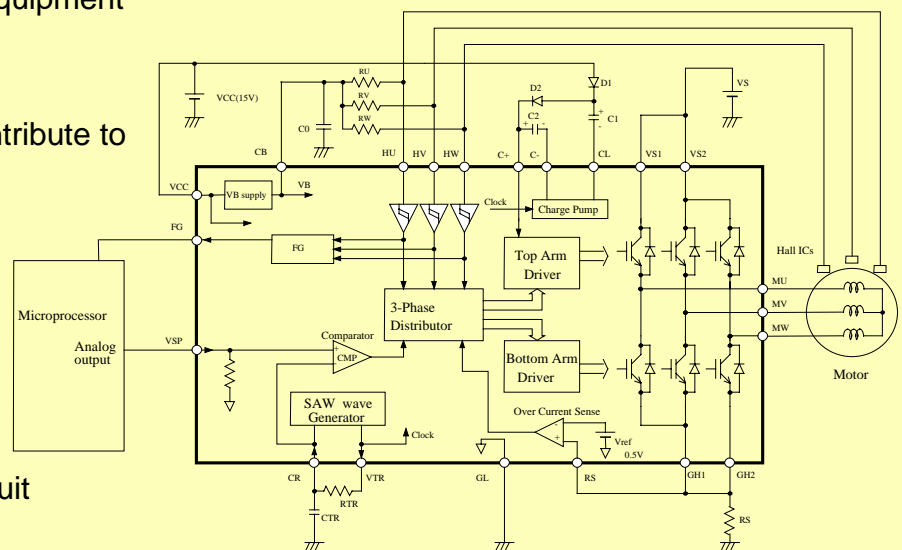 quipment
ntribute to
uit
VCC(15V)
RU
RV
RW
C0
D1
D2
C2
+ -
C1
+
-
VS
CB
HU
HV
HW
C+
C-
CL
VS1
VS2
VCC
VB supply
VB
Clock
Charge Pump
FG
FG
Top Arm
Driver
Hall ICs
MU
MV
MW
Motor
Microprocessor
Analog
output
3-Phase
Distributor
VSP
Comparator
+
CMP
-
Bottom Arm
Driver
SAW wave
Generator
Clock
Over Current Sense
-
+
Vref
0.5V
CR
VTR
RTR
CTR
GL
RS
GH1
GH2
RS